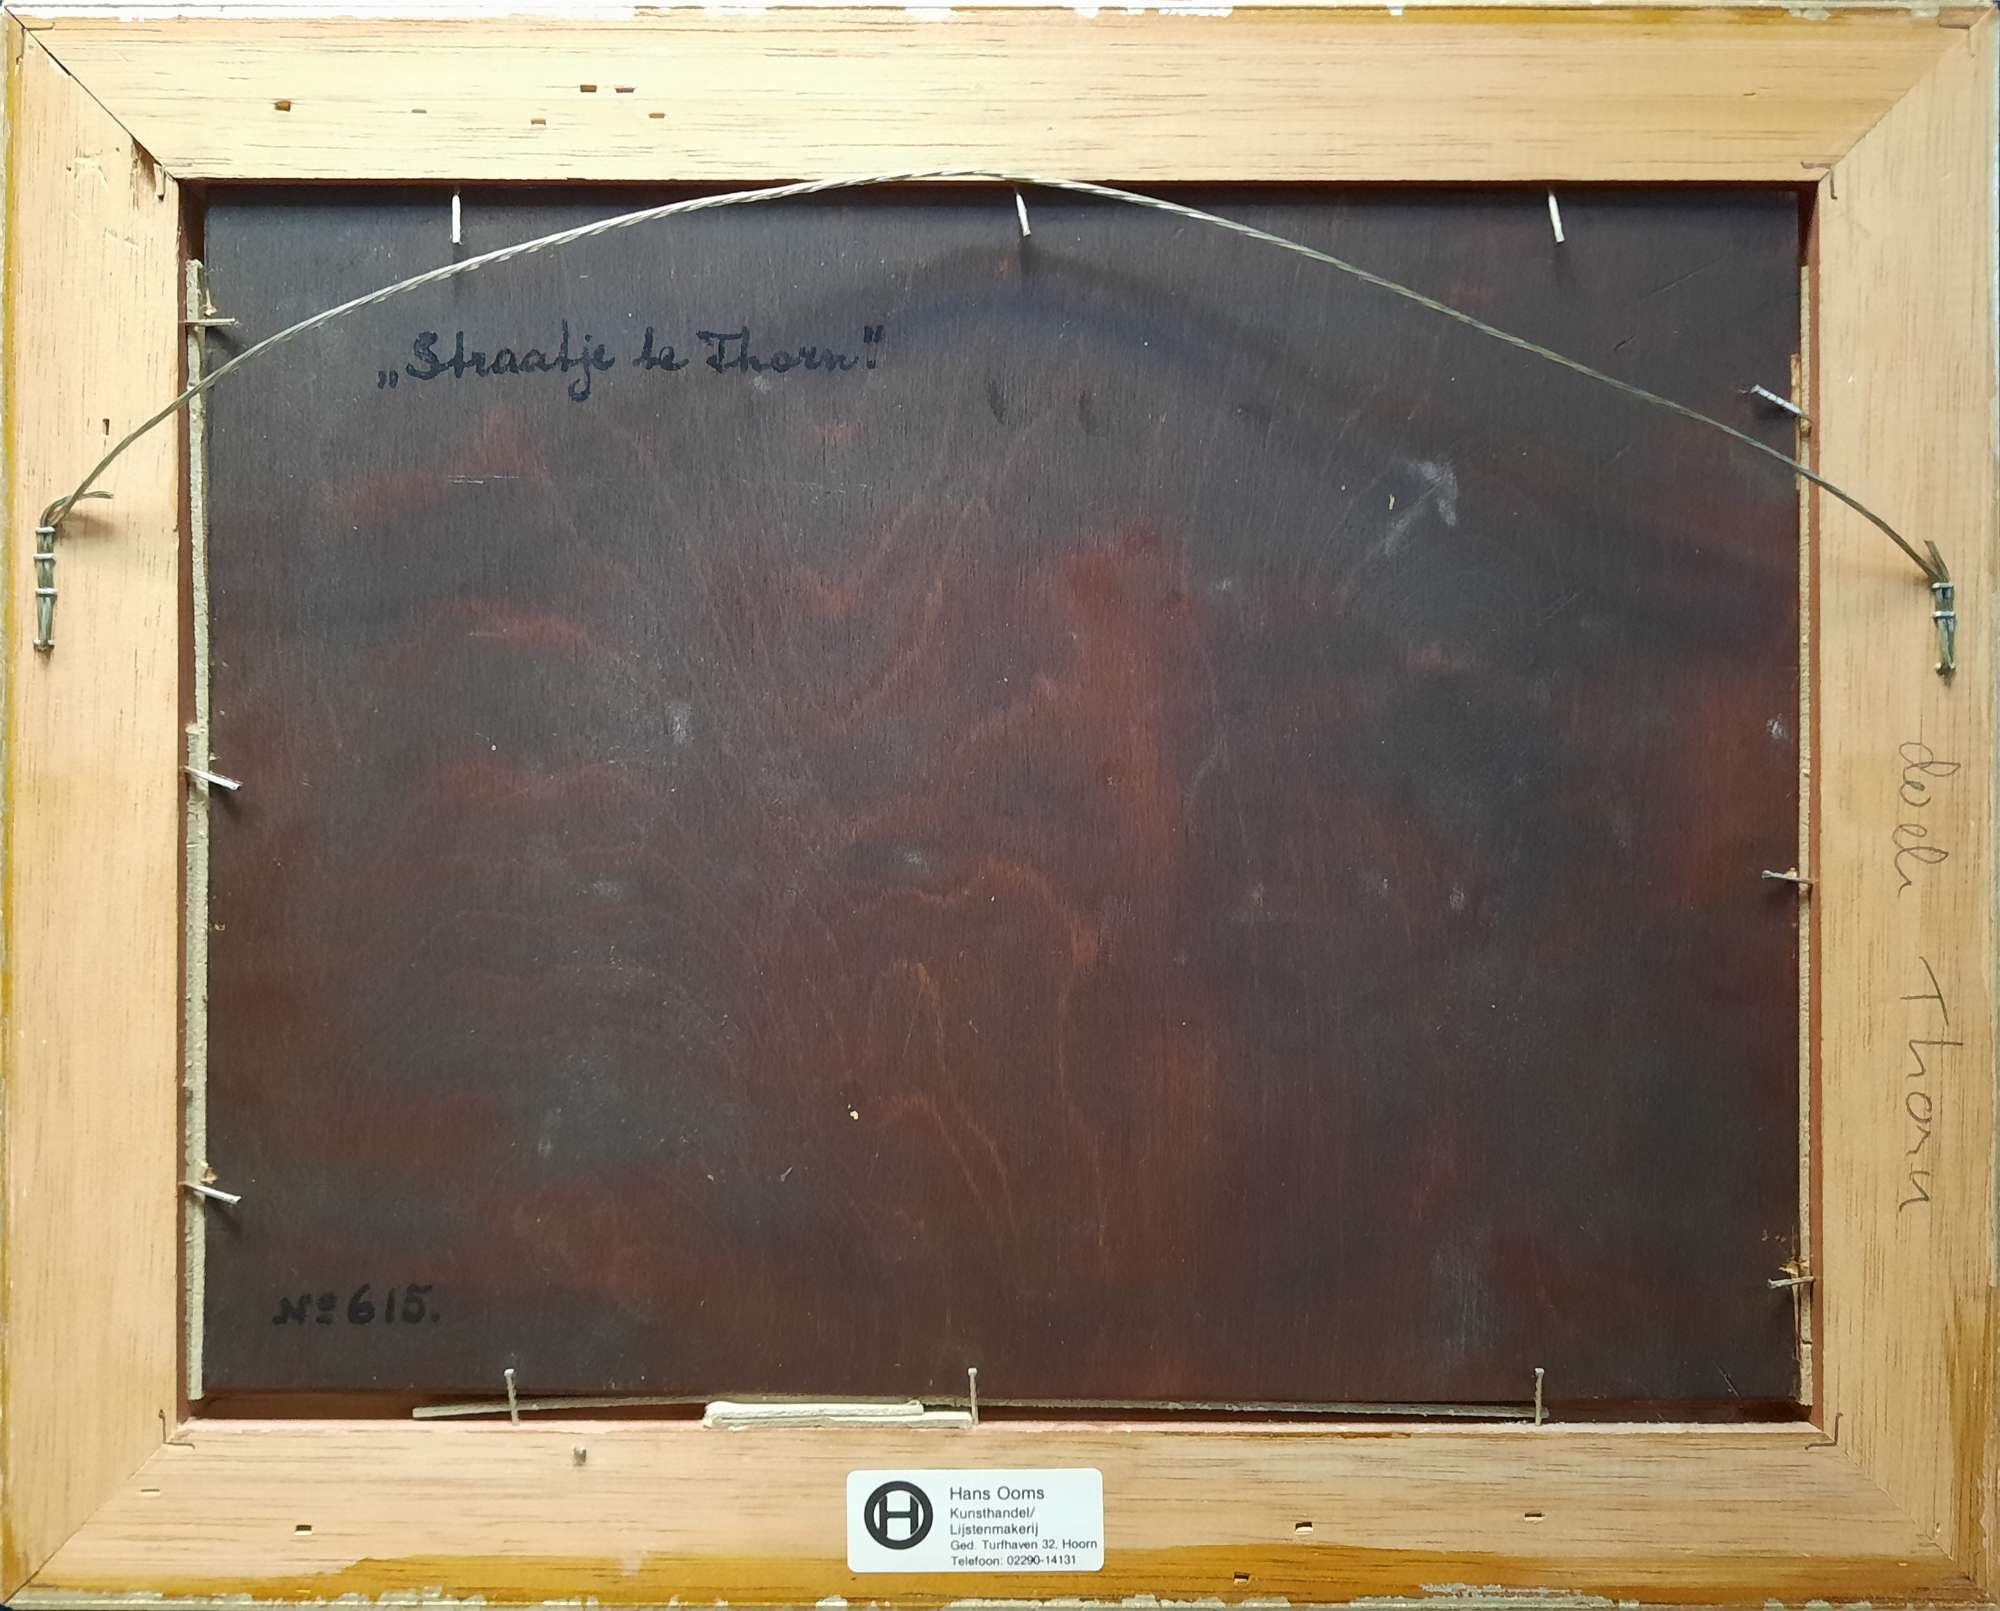 „Straatje te Thorn."
Nº 615.
Thorn
H
Hans Ooms
Kunsthandel/
Lijstenmakerij
Ged. Turfhaven 32, Hoorn
Telefoon: 02290-14131